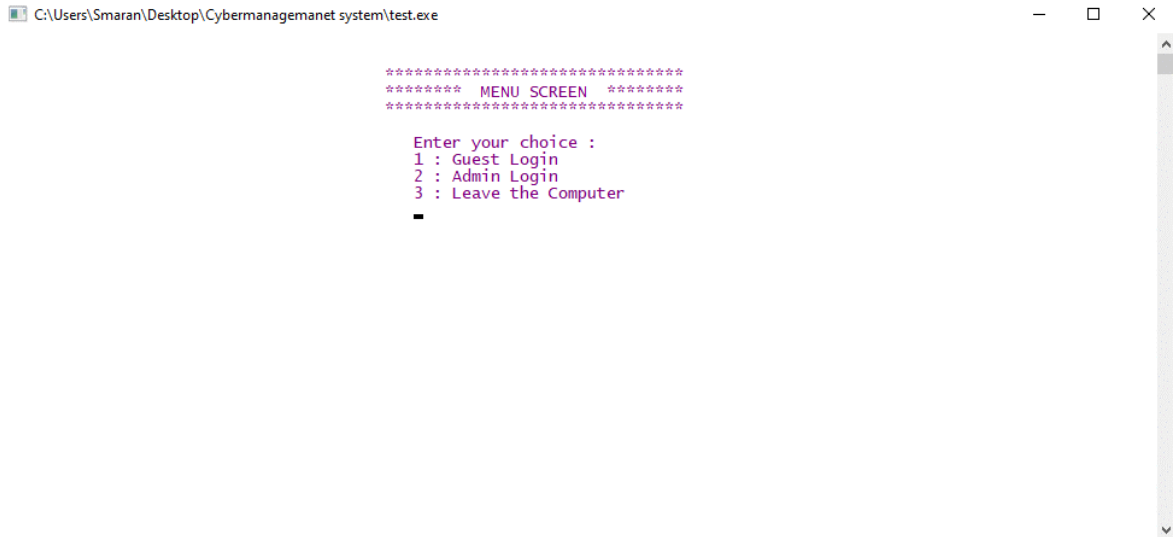 C:\Users\Smaran\Desktop\Cybermanagemanet system\test.exe
*******************************
******** MENU SCREEN ********
*******************************
Enter your choice :
1 : Guest Login
2 : Admin Login
3 : Leave the Computer